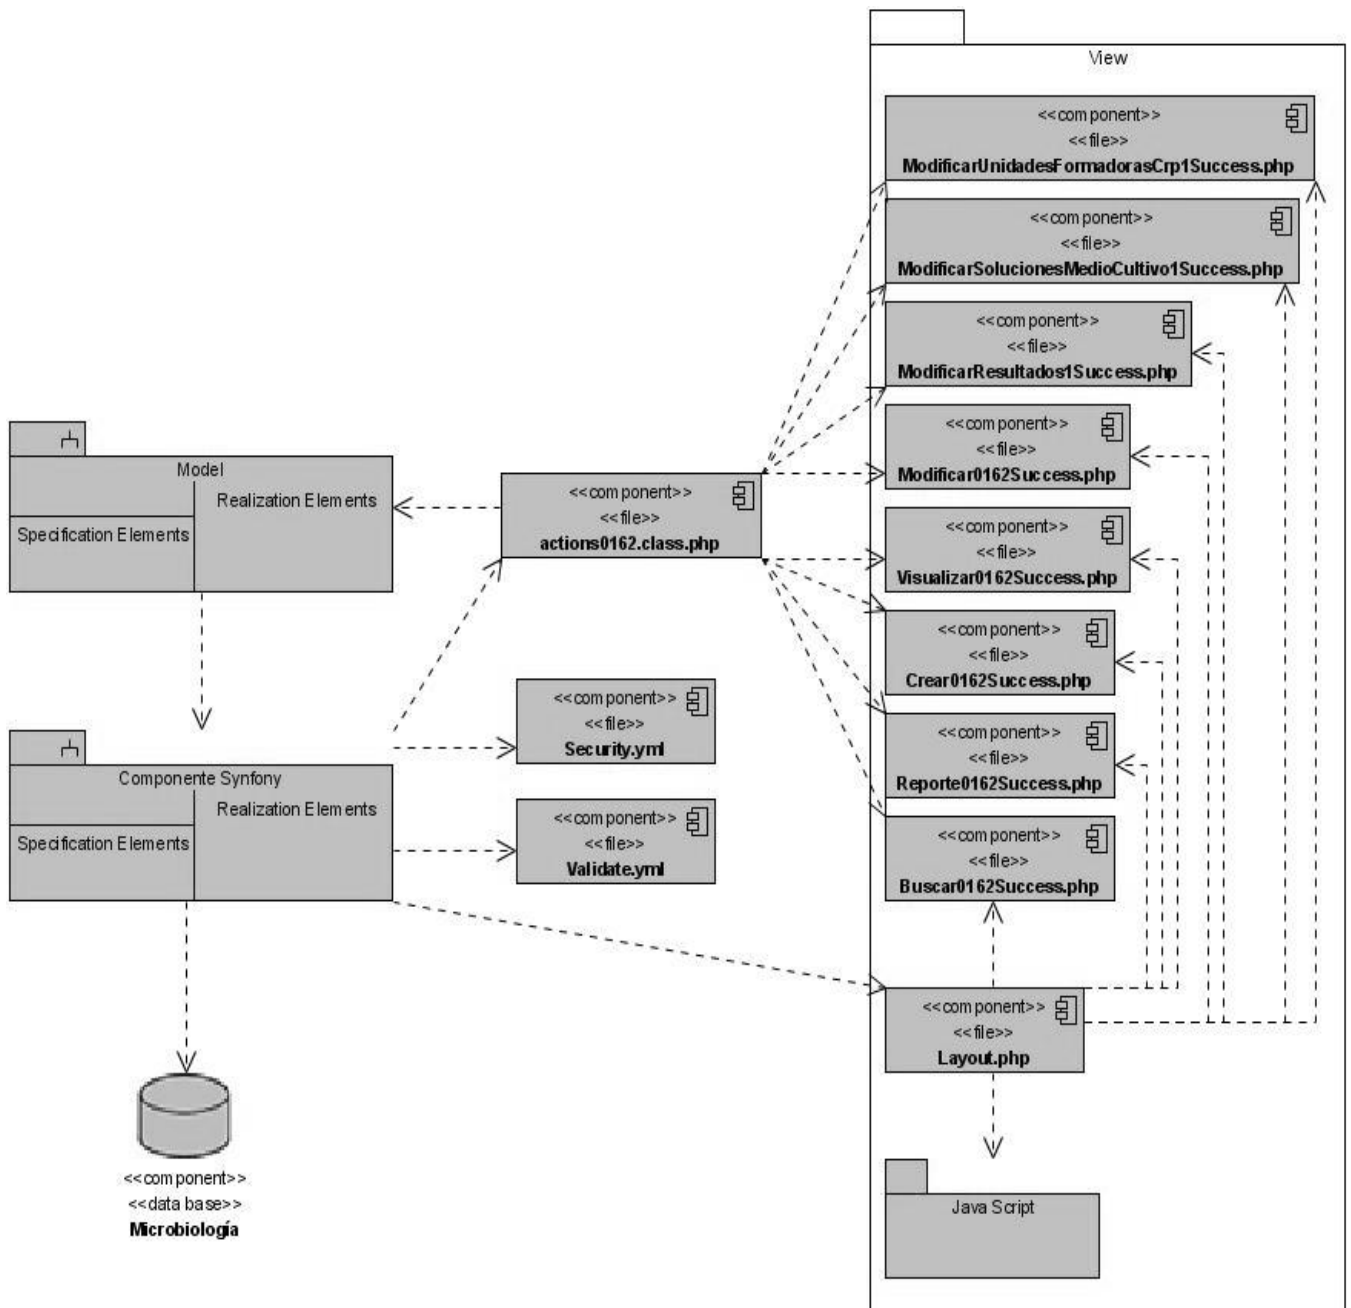 View
<<component>>
<<file>>
ModificarUnidadesFormadorasCrp1Success.php
<<component>>
<<file>>
ModificarSolucionesMedioCultivo1Success.php
<<component>>
<<file>>
ModificarResultados1Success.php
<<component>>
<<file>>
Modificar0162Success.php
Model
Realization Elements
Specification Elements
<<component>>
<<file>>
actions0162.class.php
<<component>>
<<file>>
Visualizar0162Success.php
<<component>>
<<file>>
Crear0162Success.php
<<component>>
<<file>>
Security.yml
<<component>>
<<file>>
Reporte0162Success.php
Componente Synfony
Realization Elements
Specification Elements
<<component>>
<<file>>
Validate.yml
<<component>>
<<file>>
Buscar0162Success.php
<<component>>
<<file>>
Layout.php
<<component>>
<<data base>>
Microbiología
Java Script